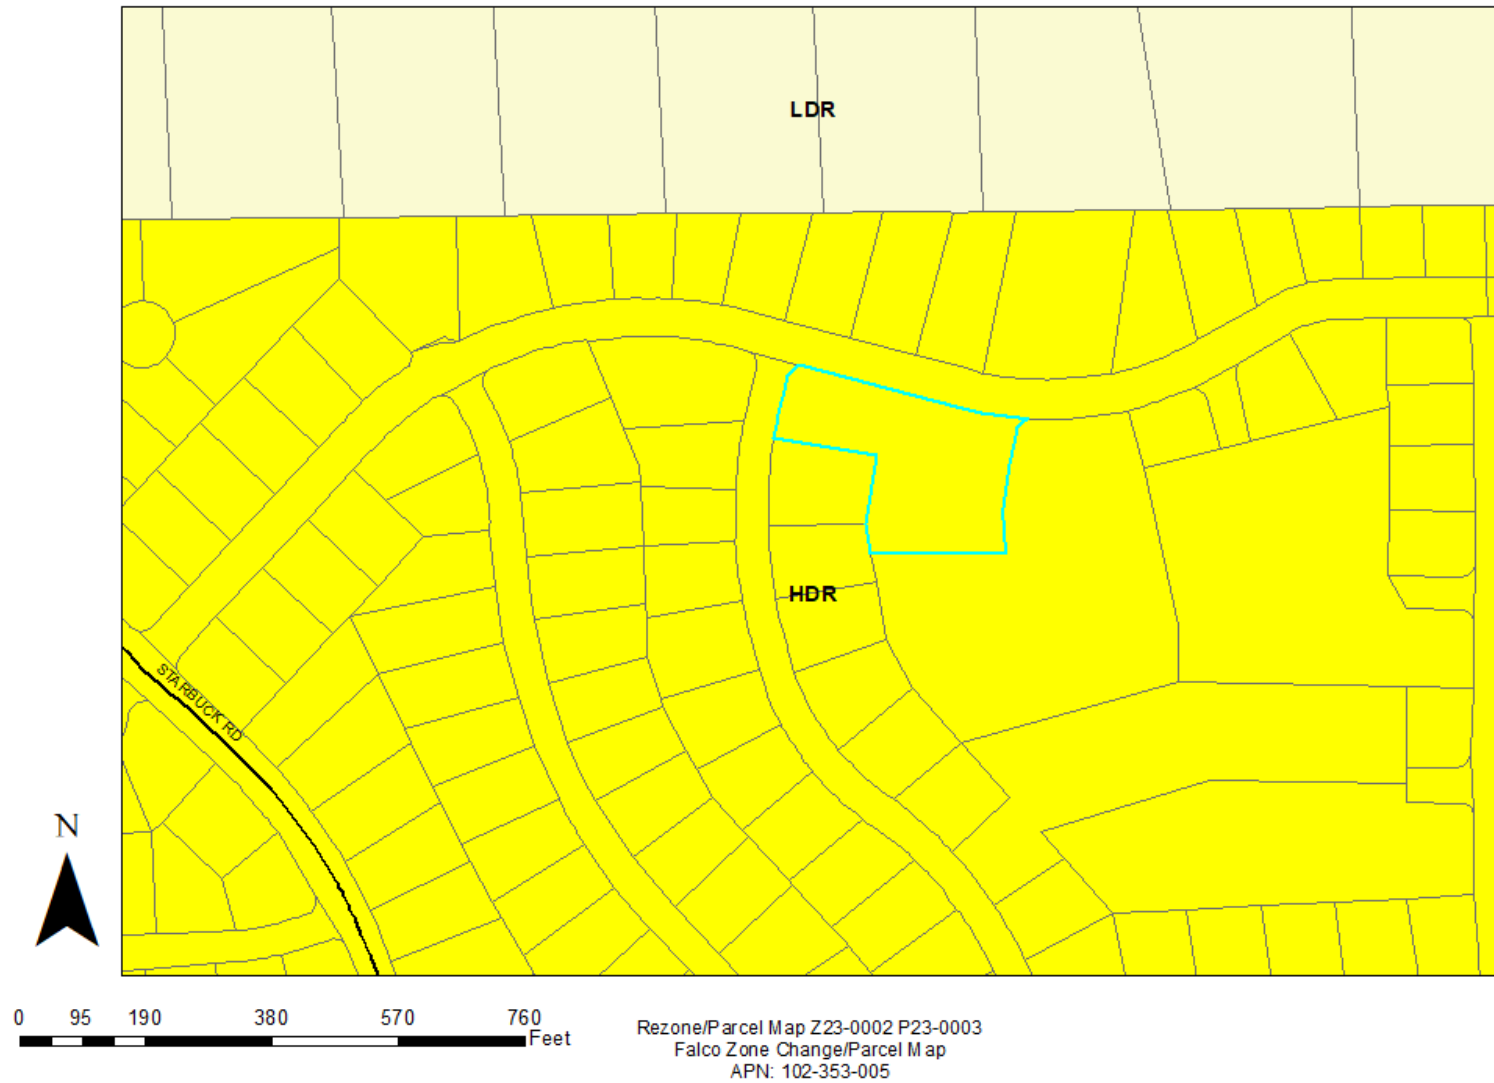 LDR
HDR
STARBUCK RD
N
0 95 190 380 570 760
Feet
Rezone/Parcel Map Z23-0002 P23-0003
Falco Zone Change/Parcel Map
APN: 102-353-005